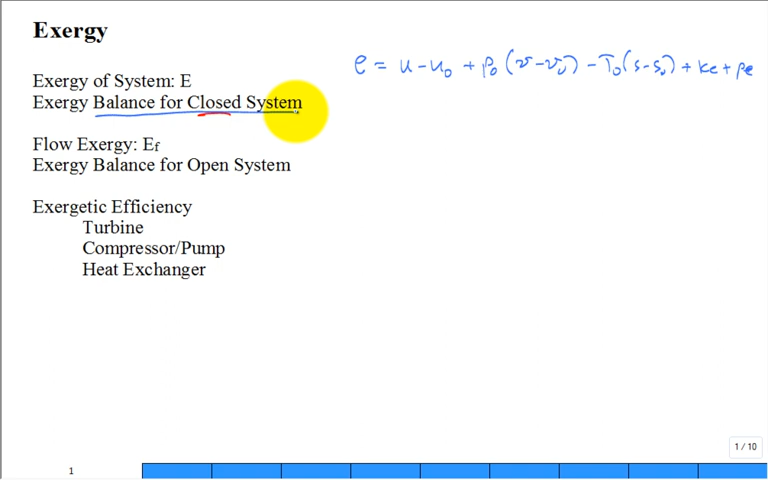 Exergy
e = u - u₀ + p₀ (v - v₀) - T₀ (s - s₀) + ke + pe
Exergy of System: E
Exergy Balance for Closed System
Flow Exergy: Ef
Exergy Balance for Open System
Exergetic Efficiency
Turbine
Compressor/Pump
Heat Exchanger
1 / 10
1